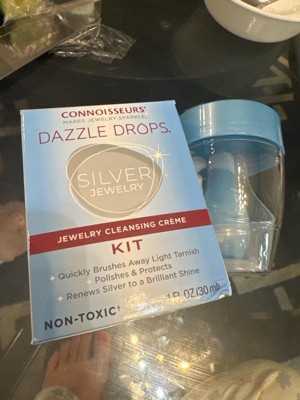 CONNOISSEURS®
MAKES JEWELRY SPARKLE.
DAZZLE DROPS®
SILVER
JEWELRY
JEWELRY CLEANSING CRÈME
KIT
• Quickly Brushes Away Light Tarnish
Polishes & Protects
• Renews Silver to a Brilliant Shine
NON-TOXIC†
1 FL OZ (30 mL)